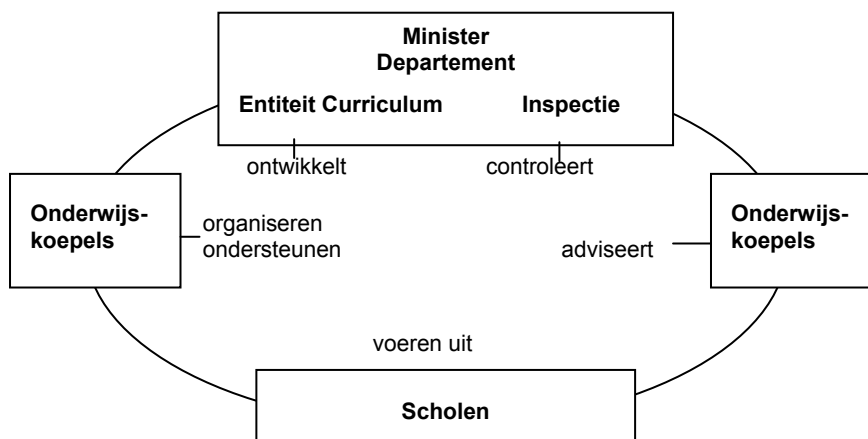 Minister
Departement
Entiteit Curriculum Inspectie
ontwikkelt controleert
Onderwijs-
koepels
organiseren
ondersteunen
adviseert
Onderwijs-
koepels
voeren uit
Scholen